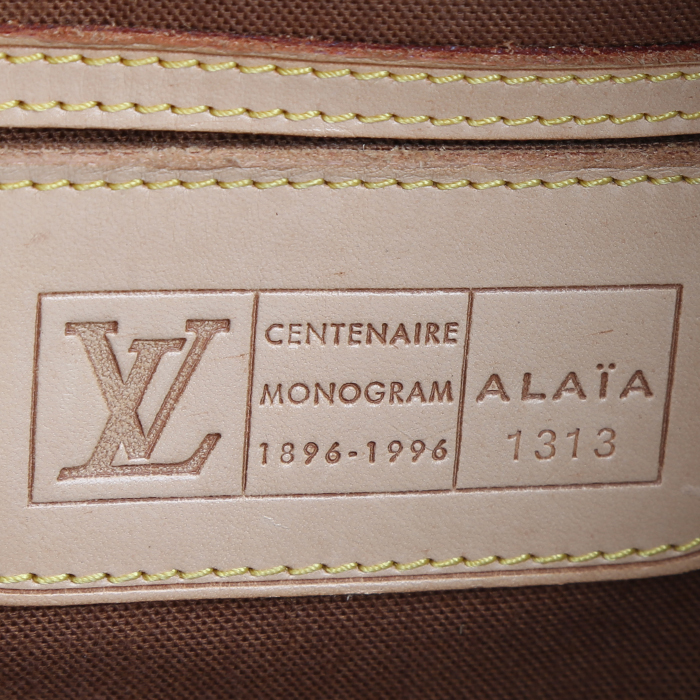 LV
CENTENAIRE
MONOGRAM
1896-1996
ALAÏA
1313